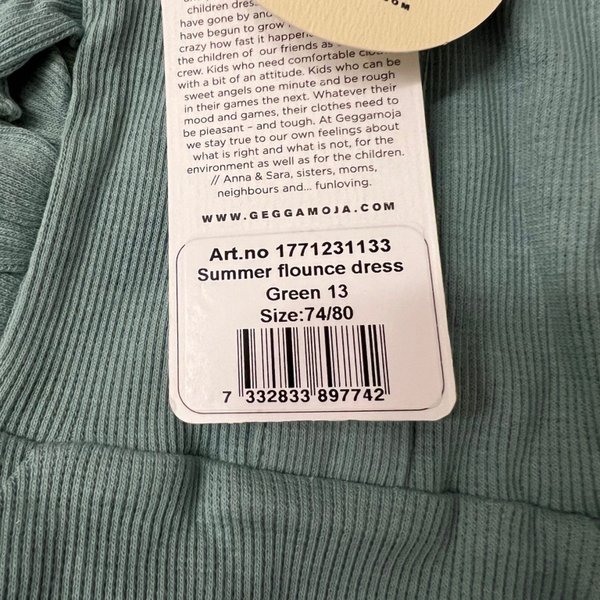 children dres
have gone by and
have begun to grow
crazy how fast it happen
the children of our friends as
crew. Kids who need comfortable clo
with a bit of an attitude. Kids who can be
sweet angels one minute and be rough
in their games the next. Whatever their
mood and games, their clothes need to
be pleasant – and tough. At Geggamoja
we stay true to our own feelings about
what is right and what is not, for the
environment as well as for the children.
// Anna & Sara, sisters, moms,
neighbours and... funloving.
WWW.GEGGAMOJA.COM
Art.no 1771231133
Summer flounce dress
Green 13
Size:74/80
7 332833 897742